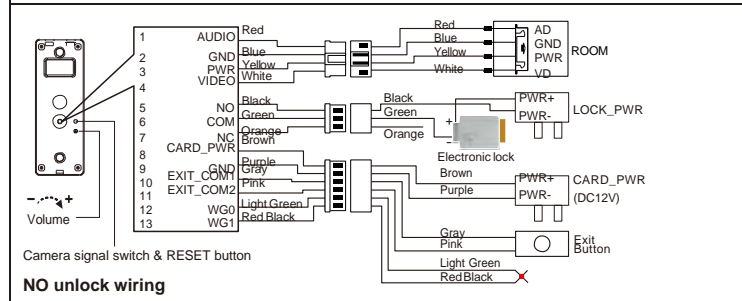 1 AUDIO Red
2 GND Blue
3 PWR Yellow
4 VIDEO White
5 NO Black
6 COM Green
7 NC Orange
8 CARD_PWR Brown
9 GND Purple
10 EXIT_COM1 Gray
11 EXIT_COM2 Pink
12 WG0 Light Green
13 WG1 Red Black
Red AD
Blue GND
Yellow PWR
White VD
ROOM
Black
Green
Orange
+
-
Electronic lock
PWR+
PWR-
LOCK_PWR
Brown
Purple
PWR+
PWR-
CARD_PWR
(DC12V)
Gray
Pink
Exit
Button
Light Green
Red Black
- +
Volume
Camera signal switch & RESET button
NO unlock wiring